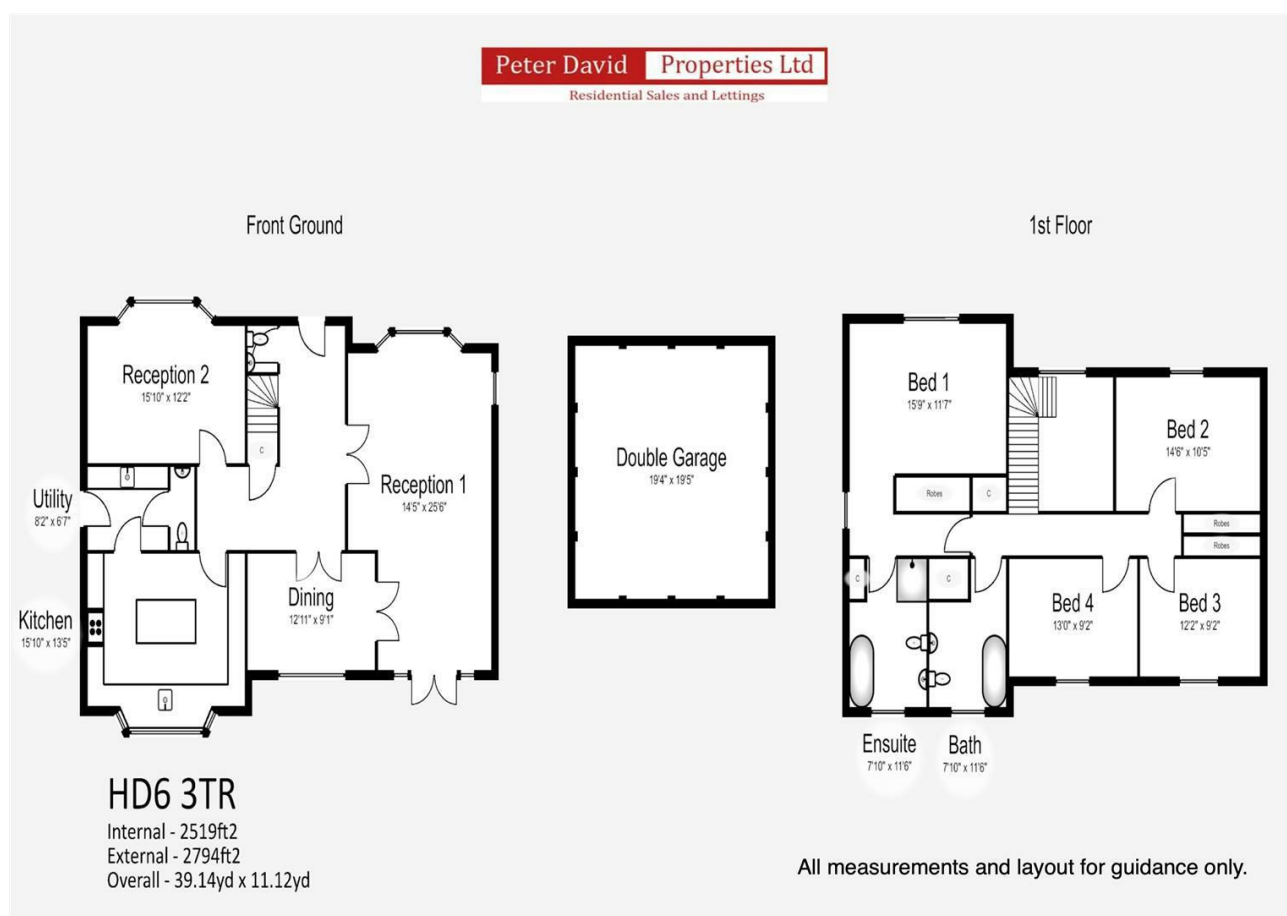 Peter David Properties Ltd
Residential Sales and Lettings
Front Ground
1st Floor
Reception 2
15'10" x 12'2"
C
Utility
8'2" x 6'7"
Reception 1
14'5" x 25'6"
Kitchen
15'10" x 13'5"
Dining
12'11" x 9'1"
Double Garage
19'4" x 19'5"
Bed 1
15'9" x 11'7"
Bed 2
14'6" x 10'5"
Robes
C
Robes
Robes
C
C
Bed 4
13'0" x 9'2"
Bed 3
12'2" x 9'2"
Ensuite
7'10" x 11'6"
Bath
7'10" x 11'6"
HD6 3TR
Internal - 2519ft2
External - 2794ft2
Overall - 39.14yd x 11.12yd
All measurements and layout for guidance only.